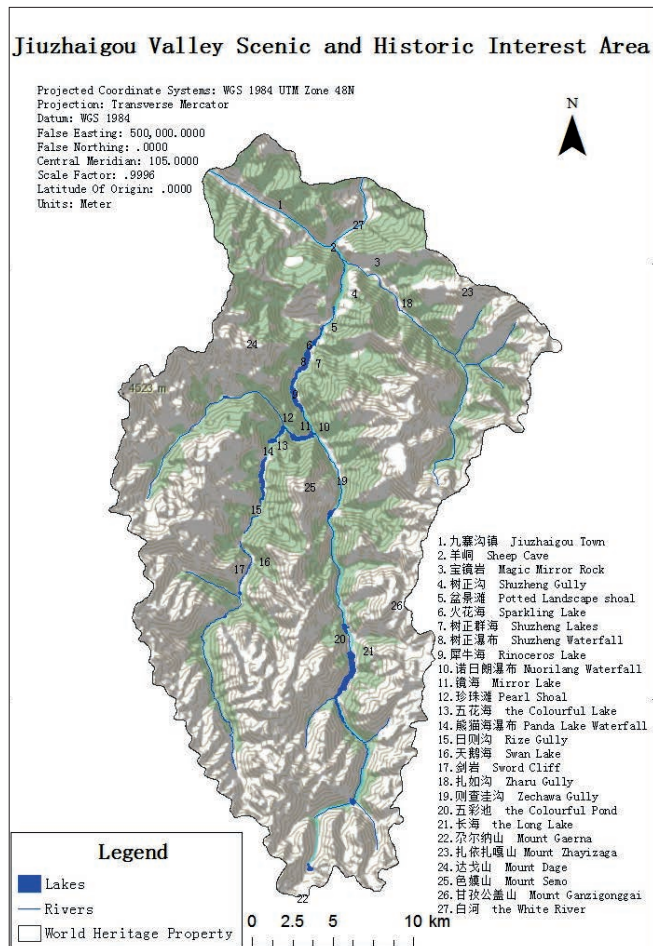 Jiuzhaigou Valley Scenic and Historic Interest Area
Projected Coordinate Systems: WGS 1984 UTM Zone 48N
Projection: Transverse Mercator
Datum: WGS 1984
False Easting: 500,000.0000
False Northing: .0000
Central Meridian: 105.0000
Scale Factor: .9996
Latitude Of Origin: .0000
Units: Meter
N
1
27
2
3
23
4
18
5
24
6
8
7
4523 m
9
12
11
10
13
14
25
19
15
16
17
26
20
21
22
1.九寨沟镇 Jiuzhaigou Town
2.羊峒 Sheep Cave
3.宝镜岩 Magic Mirror Rock
4.树正沟 Shuzheng Gully
5.盆景滩 Potted Landscape shoal
6.火花海 Sparkling Lake
7.树正群海 Shuzheng Lakes
8.树正瀑布 Shuzheng Waterfall
9.犀牛海 Rinoceros Lake
10.诺日朗瀑布 Nuorilang Waterfall
11.镜海 Mirror Lake
12.珍珠滩 Pearl Shoal
13.五花海 the Colourful Lake
14.熊猫海瀑布 Panda Lake Waterfall
15.日则沟 Rize Gully
16.天鹅海 Swan Lake
17.剑岩 Sword Cliff
18.扎如沟 Zharu Gully
19.则查洼沟 Zechawa Gully
20.五彩池 the Colourful Pond
21.长海 the Long Lake
22.尕尔纳山 Mount Gaerna
23.扎依扎嘎山 Mount Zhayizaga
24.达戈山 Mount Dage
25.色嫫山 Mount Semo
26.甘孜公盖山 Mount Ganzigonggai
27.白河 the White River
Legend
Lakes
Rivers
World Heritage Property
0 2.5 5 10 km